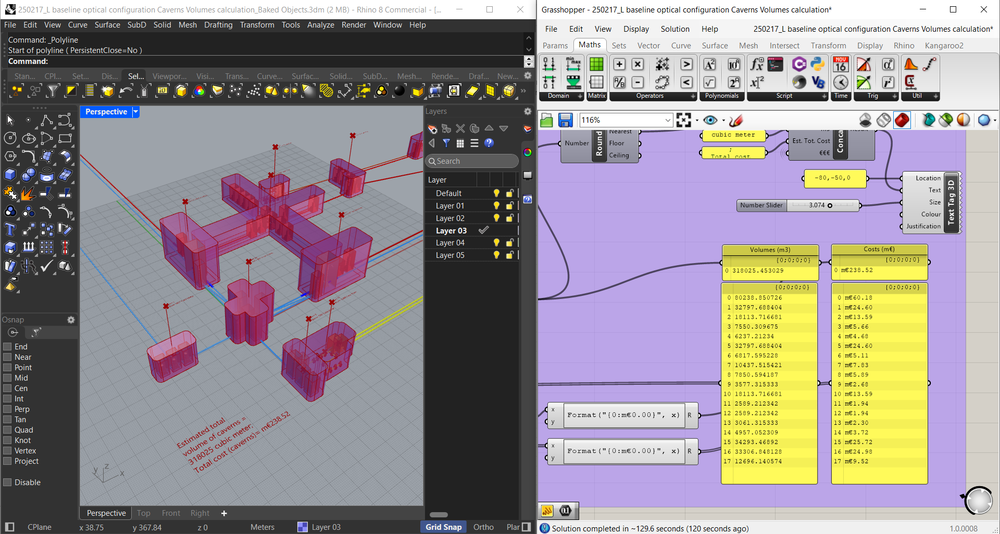 250217_L baseline optical configuration Caverns Volumes calculation_Baked Objects.3dm (2 MB) - Rhino 8 Commercial - [...
File Edit View Curve Surface SubD Solid Mesh Drafting Transform Tools Analyze Render Window Help
Command: _Polyline
Start of polyline ( PersistentClose=No )
Command:
Stan... CPl... Set... Dis... Sel... Viewpor... Visi... Trans... Curve... Surfac... Solid... SubD... Mesh... Rende... Draf... New...
Perspective
Layers
Search
Layer
Default
Layer 01
Layer 02
Layer 03
Layer 04
Layer 05
Osnap
End
Near
Point
Mid
Cen
Int
Perp
Tan
Quad
Knot
Vertex
Project
Disable
Estimated total
volume of caverns =
318025 cubic meter;
Total cost (caverns)= m€238.52
z
y
x
Perspective Top Front Right
CPlane x 38.75 y 367.84 z 0 Meters Layer 03 Grid Snap Ortho Plar
Grasshopper - 250217_L baseline optical configuration Caverns Volumes calculation*
File Edit View Display Solution Help 250217_L baseline optical configuration Caverns Volumes calculation*
Params Maths Sets Vector Curve Surface Mesh Intersect Transform Display Rhino Kangaroo2
Domain Matrix Operators Polynomials Script Time Trig Util
116%
Number
Round
Nearest
Floor
Ceiling
cubic meter
;
Total cost
Est. Tot. Cost
€€€
Conca
Result
-80,-50,0
Number Slider 3.074
Location
Text
Size
Colour
Justification
Text Tag 3D
Volumes (m3)
{0;0;0;0}
0 318025.453029
Costs (m€)
{0;0;0;0}
0 m€238.52
{0;0;0;0}
0 80238.850726
1 32797.688404
2 18113.716681
3 7550.309675
4 6237.21234
5 32797.688404
6 6817.595228
7 10437.515421
8 7850.594187
9 3577.315333
10 18113.716681
11 2589.212342
12 2589.212342
13 3061.315333
14 4957.052309
15 34293.46892
16 33306.848128
17 12696.140574
{0;0;0;0}
0 m€60.18
1 m€24.60
2 m€13.59
3 m€5.66
4 m€4.68
5 m€24.60
6 m€5.11
7 m€7.83
8 m€5.89
9 m€2.68
10 m€13.59
11 m€1.94
12 m€1.94
13 m€2.30
14 m€3.72
15 m€25.72
16 m€24.98
17 m€9.52
x
y
Format("{0:m€0.00}", x) R
x
y
Format("{0:m€0.00}", x) R
Solution completed in ~129.6 seconds (120 seconds ago) 1.0.0008